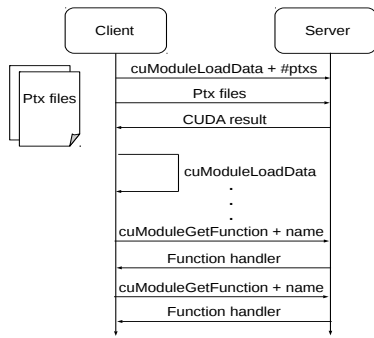 Client
Server
cuModuleLoadData + #ptxs
Ptx files
Ptx files
CUDA result
cuModuleLoadData
.
.
.
cuModuleGetFunction + name
Function handler
cuModuleGetFunction + name
Function handler